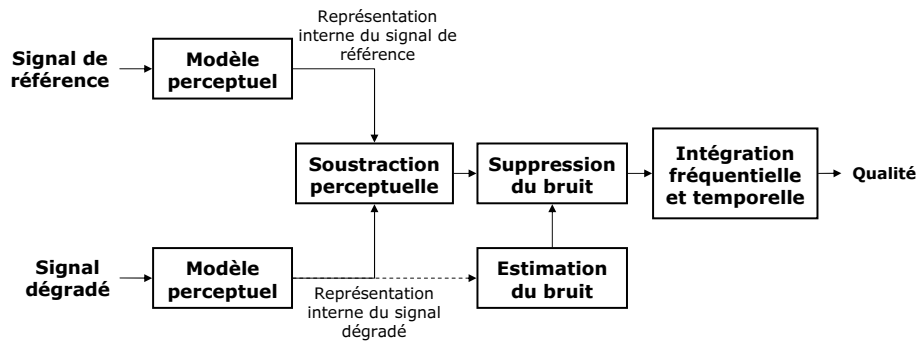 Représentation
interne du signal de
référence
Signal de
référence
Modèle
perceptuel
Soustraction
perceptuelle
Suppression
du bruit
Intégration
fréquentielle
et temporelle
Qualité
Signal
dégradé
Modèle
perceptuel
Estimation
du bruit
Représentation
interne du signal
dégradé